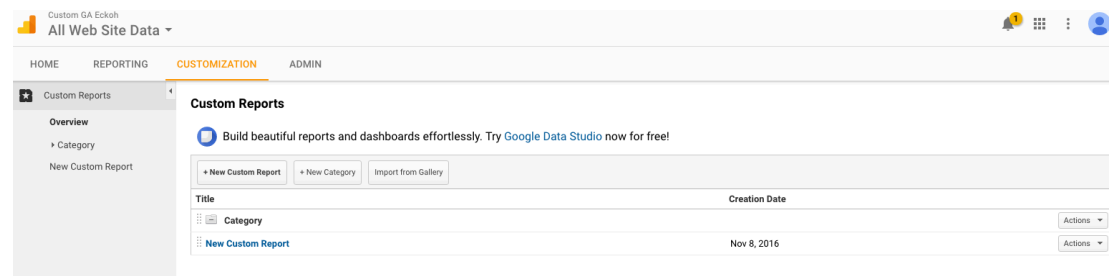 Custom GA Eckoh
All Web Site Data
1
HOME REPORTING CUSTOMIZATION ADMIN
Custom Reports
Overview
Category
New Custom Report
Custom Reports
Build beautiful reports and dashboards effortlessly. Try Google Data Studio now for free!
+ New Custom Report + New Category Import from Gallery
Title Creation Date
Category Actions
New Custom Report Nov 8, 2016 Actions